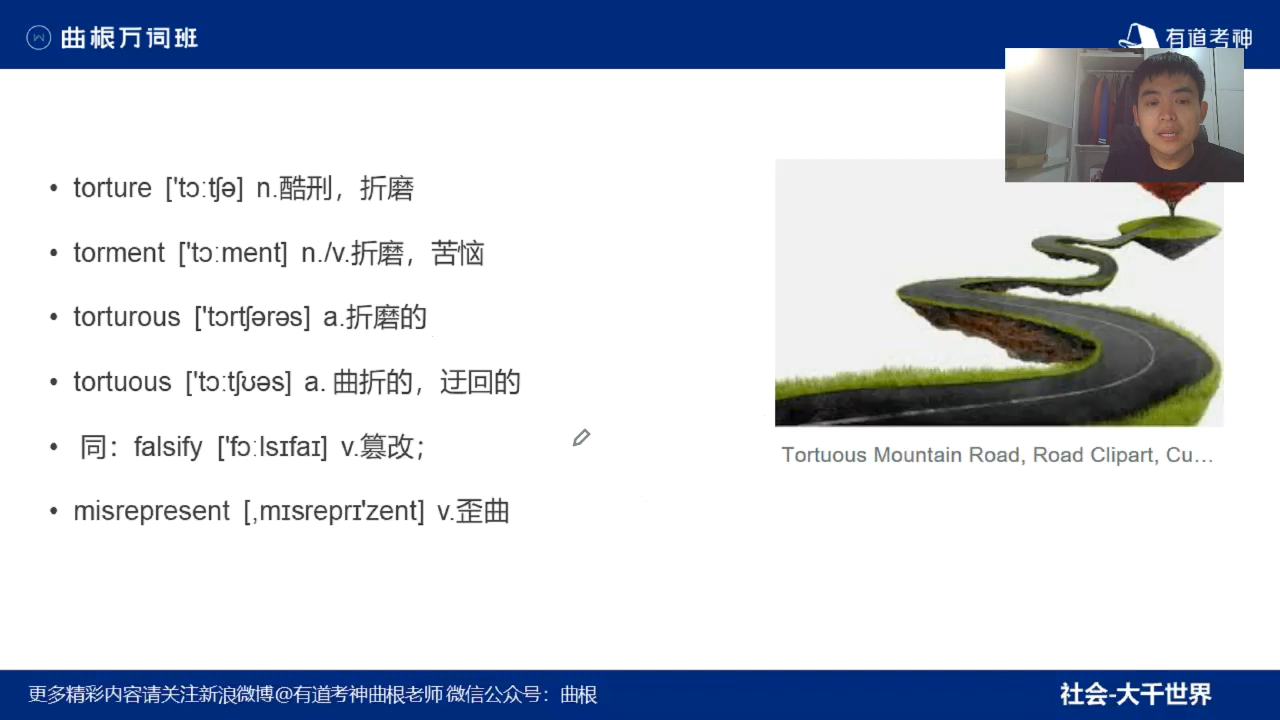 曲根万词班
有道考神
• torture ['tɔːtʃə] n.酷刑，折磨
• torment ['tɔːment] n./v.折磨，苦恼
• torturous ['tɔrtʃərəs] a.折磨的
• tortuous ['tɔːtʃʊəs] a. 曲折的，迂回的
• 同：falsify ['fɔːlsɪfaɪ] v.篡改；
• misrepresent [ˌmɪsreprɪ'zent] v.歪曲
Tortuous Mountain Road, Road Clipart, Cu…
更多精彩内容请关注新浪微博@有道考神曲根老师 微信公众号：曲根
社会-大千世界